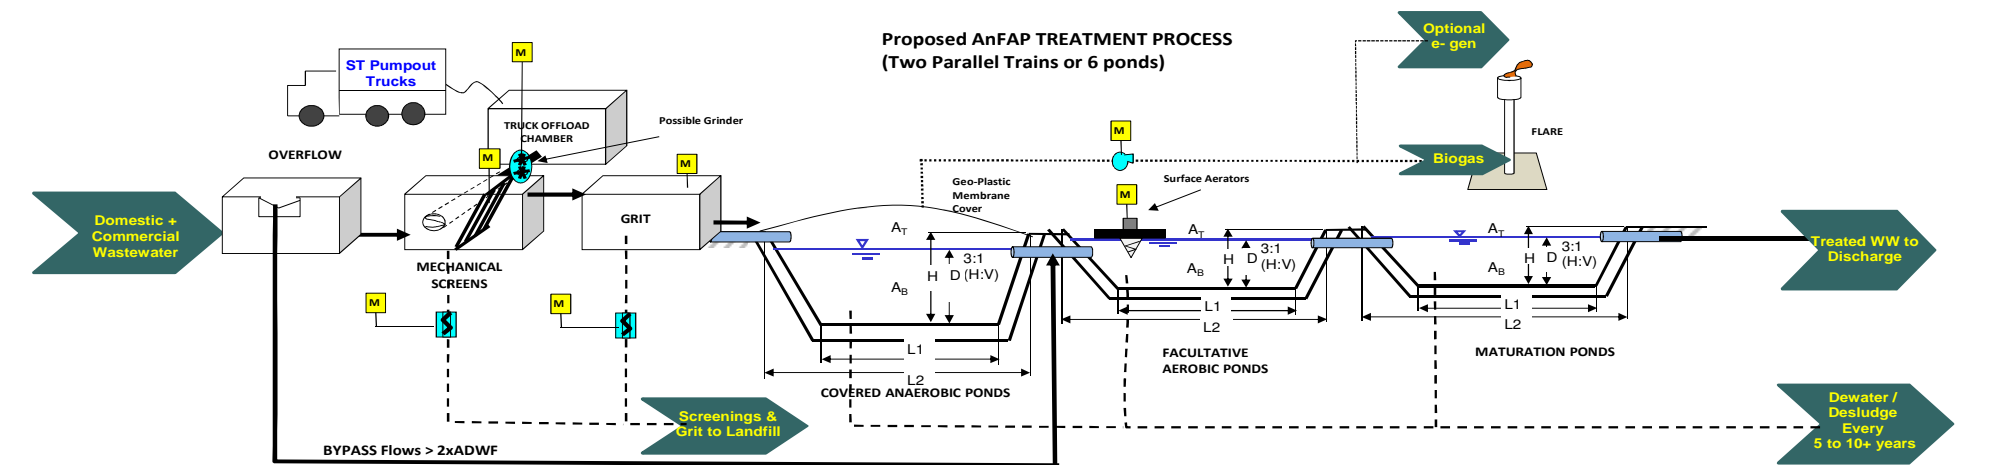 Proposed AnFAP TREATMENT PROCESS
(Two Parallel Trains or 6 ponds)
Optional
e- gen
M
ST Pumpout
Trucks
TRUCK OFFLOAD
CHAMBER
Possible Grinder
M
FLARE
OVERFLOW
M
M
Biogas
Geo-Plastic
Membrane
Cover
Surface Aerators
M
Domestic +
Commercial
Wastewater
GRIT
MECHANICAL
SCREENS
M
M
AT
H
D
3:1
(H:V)
AB
L1
L2
COVERED ANAEROBIC PONDS
AT
H
D
3:1
(H:V)
AB
L1
L2
FACULTATIVE
AEROBIC PONDS
AT
H
D
3:1
(H:V)
AB
L1
L2
MATURATION PONDS
Treated WW to
Discharge
Screenings &
Grit to Landfill
Dewater /
Desludge
Every
5 to 10+ years
BYPASS Flows > 2xADWF